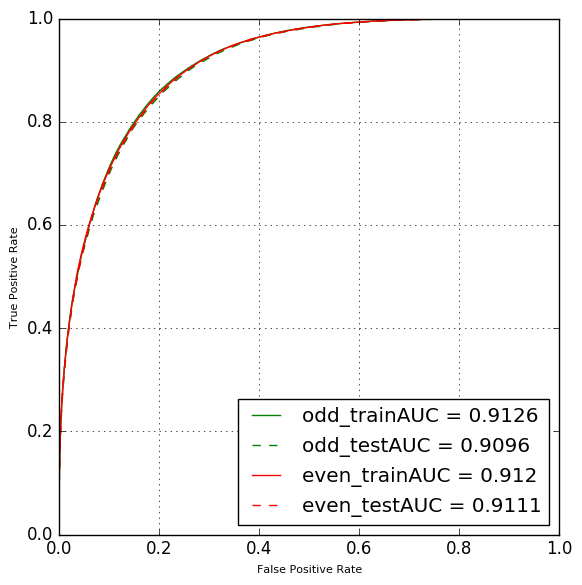 1.0
0.8
0.6
0.4
0.2
0.0
True Positive Rate
odd_trainAUC = 0.9126
odd_testAUC = 0.9096
even_trainAUC = 0.912
even_testAUC = 0.9111
0.0 0.2 0.4 0.6 0.8 1.0
False Positive Rate